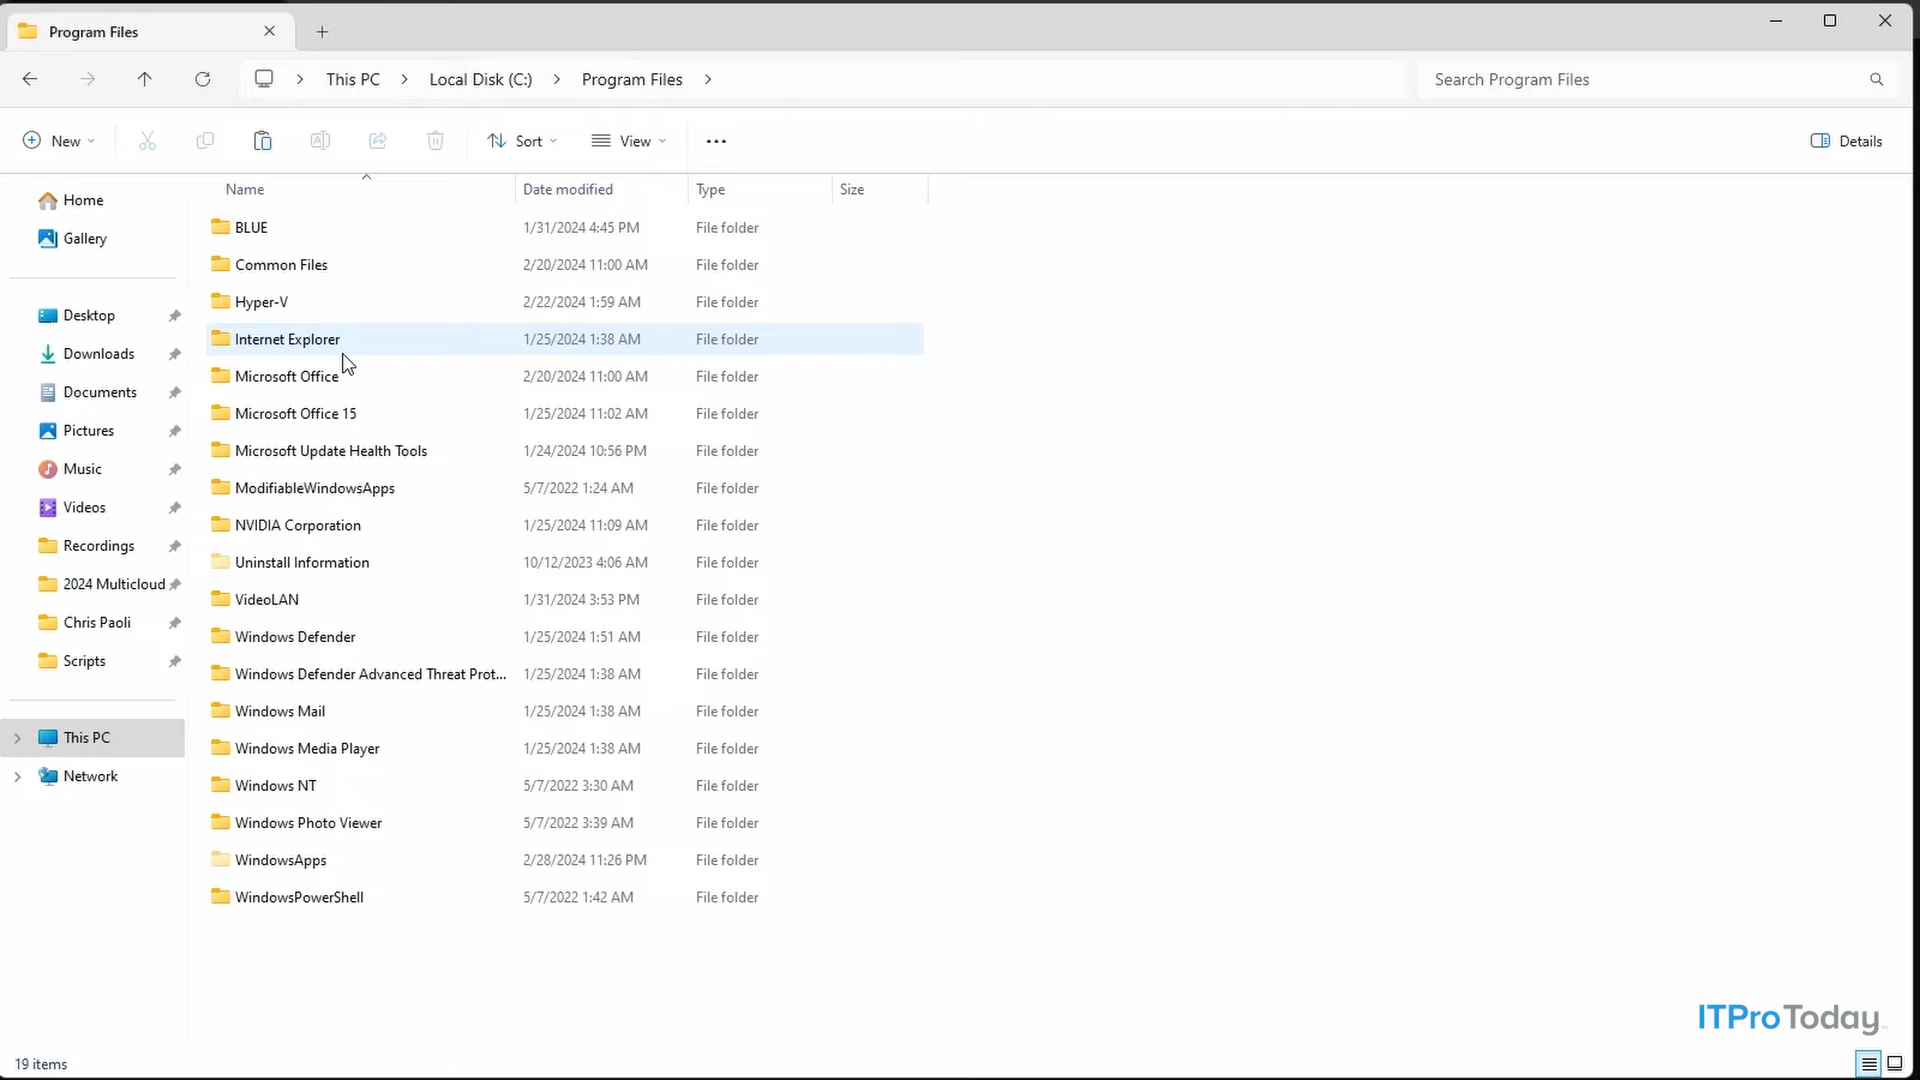 Program Files
This PC Local Disk (C:) Program Files
Search Program Files
New Sort View Details
Name Date modified Type Size
Home
Gallery
Desktop
Downloads
Documents
Pictures
Music
Videos
Recordings
2024 Multicloud
Chris Paoli
Scripts
This PC
Network
BLUE 1/31/2024 4:45 PM File folder
Common Files 2/20/2024 11:00 AM File folder
Hyper-V 2/22/2024 1:59 AM File folder
Internet Explorer 1/25/2024 1:38 AM File folder
Microsoft Office 2/20/2024 11:00 AM File folder
Microsoft Office 15 1/25/2024 11:02 AM File folder
Microsoft Update Health Tools 1/24/2024 10:56 PM File folder
ModifiableWindowsApps 5/7/2022 1:24 AM File folder
NVIDIA Corporation 1/25/2024 11:09 AM File folder
Uninstall Information 10/12/2023 4:06 AM File folder
VideoLAN 1/31/2024 3:53 PM File folder
Windows Defender 1/25/2024 1:51 AM File folder
Windows Defender Advanced Threat Prot... 1/25/2024 1:38 AM File folder
Windows Mail 1/25/2024 1:38 AM File folder
Windows Media Player 1/25/2024 1:38 AM File folder
Windows NT 5/7/2022 3:30 AM File folder
Windows Photo Viewer 5/7/2022 3:39 AM File folder
WindowsApps 2/28/2024 11:26 PM File folder
WindowsPowerShell 5/7/2022 1:42 AM File folder
ITProToday
19 items